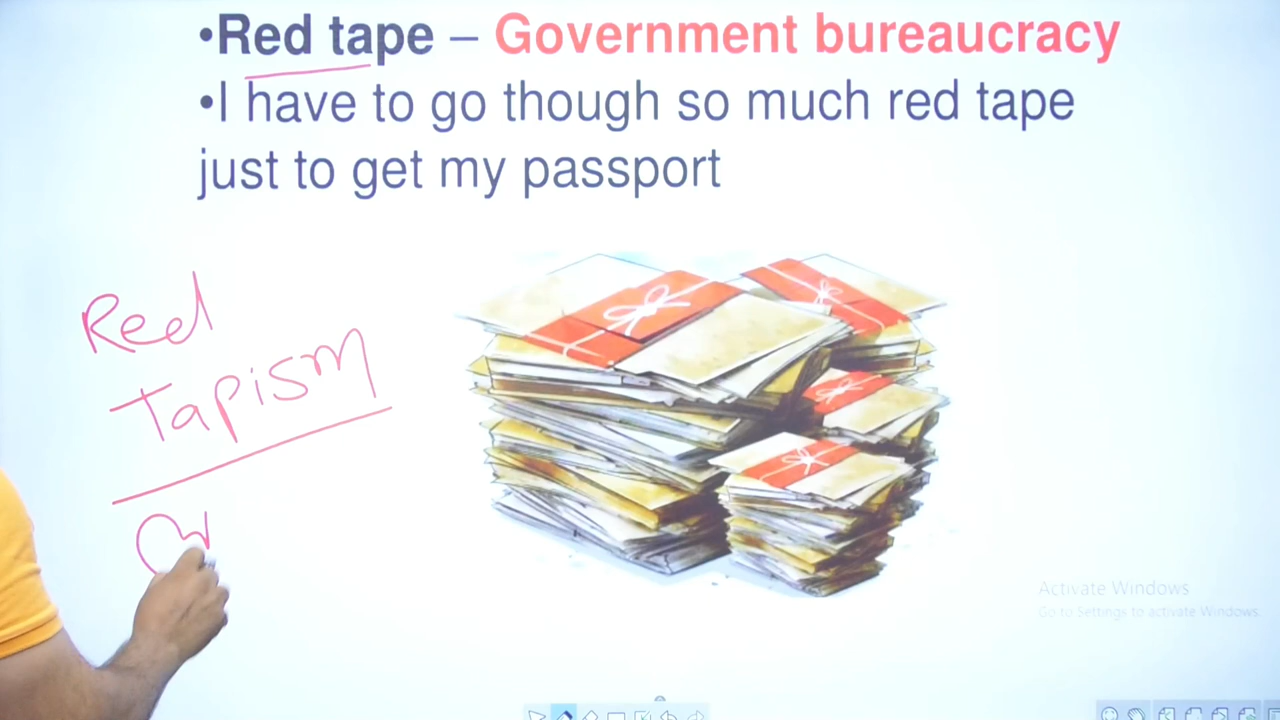 •Red tape – Government bureaucracy
•I have to go though so much red tape
just to get my passport
Red
Tapism
Activate Windows
Go to Settings to activate Windows.